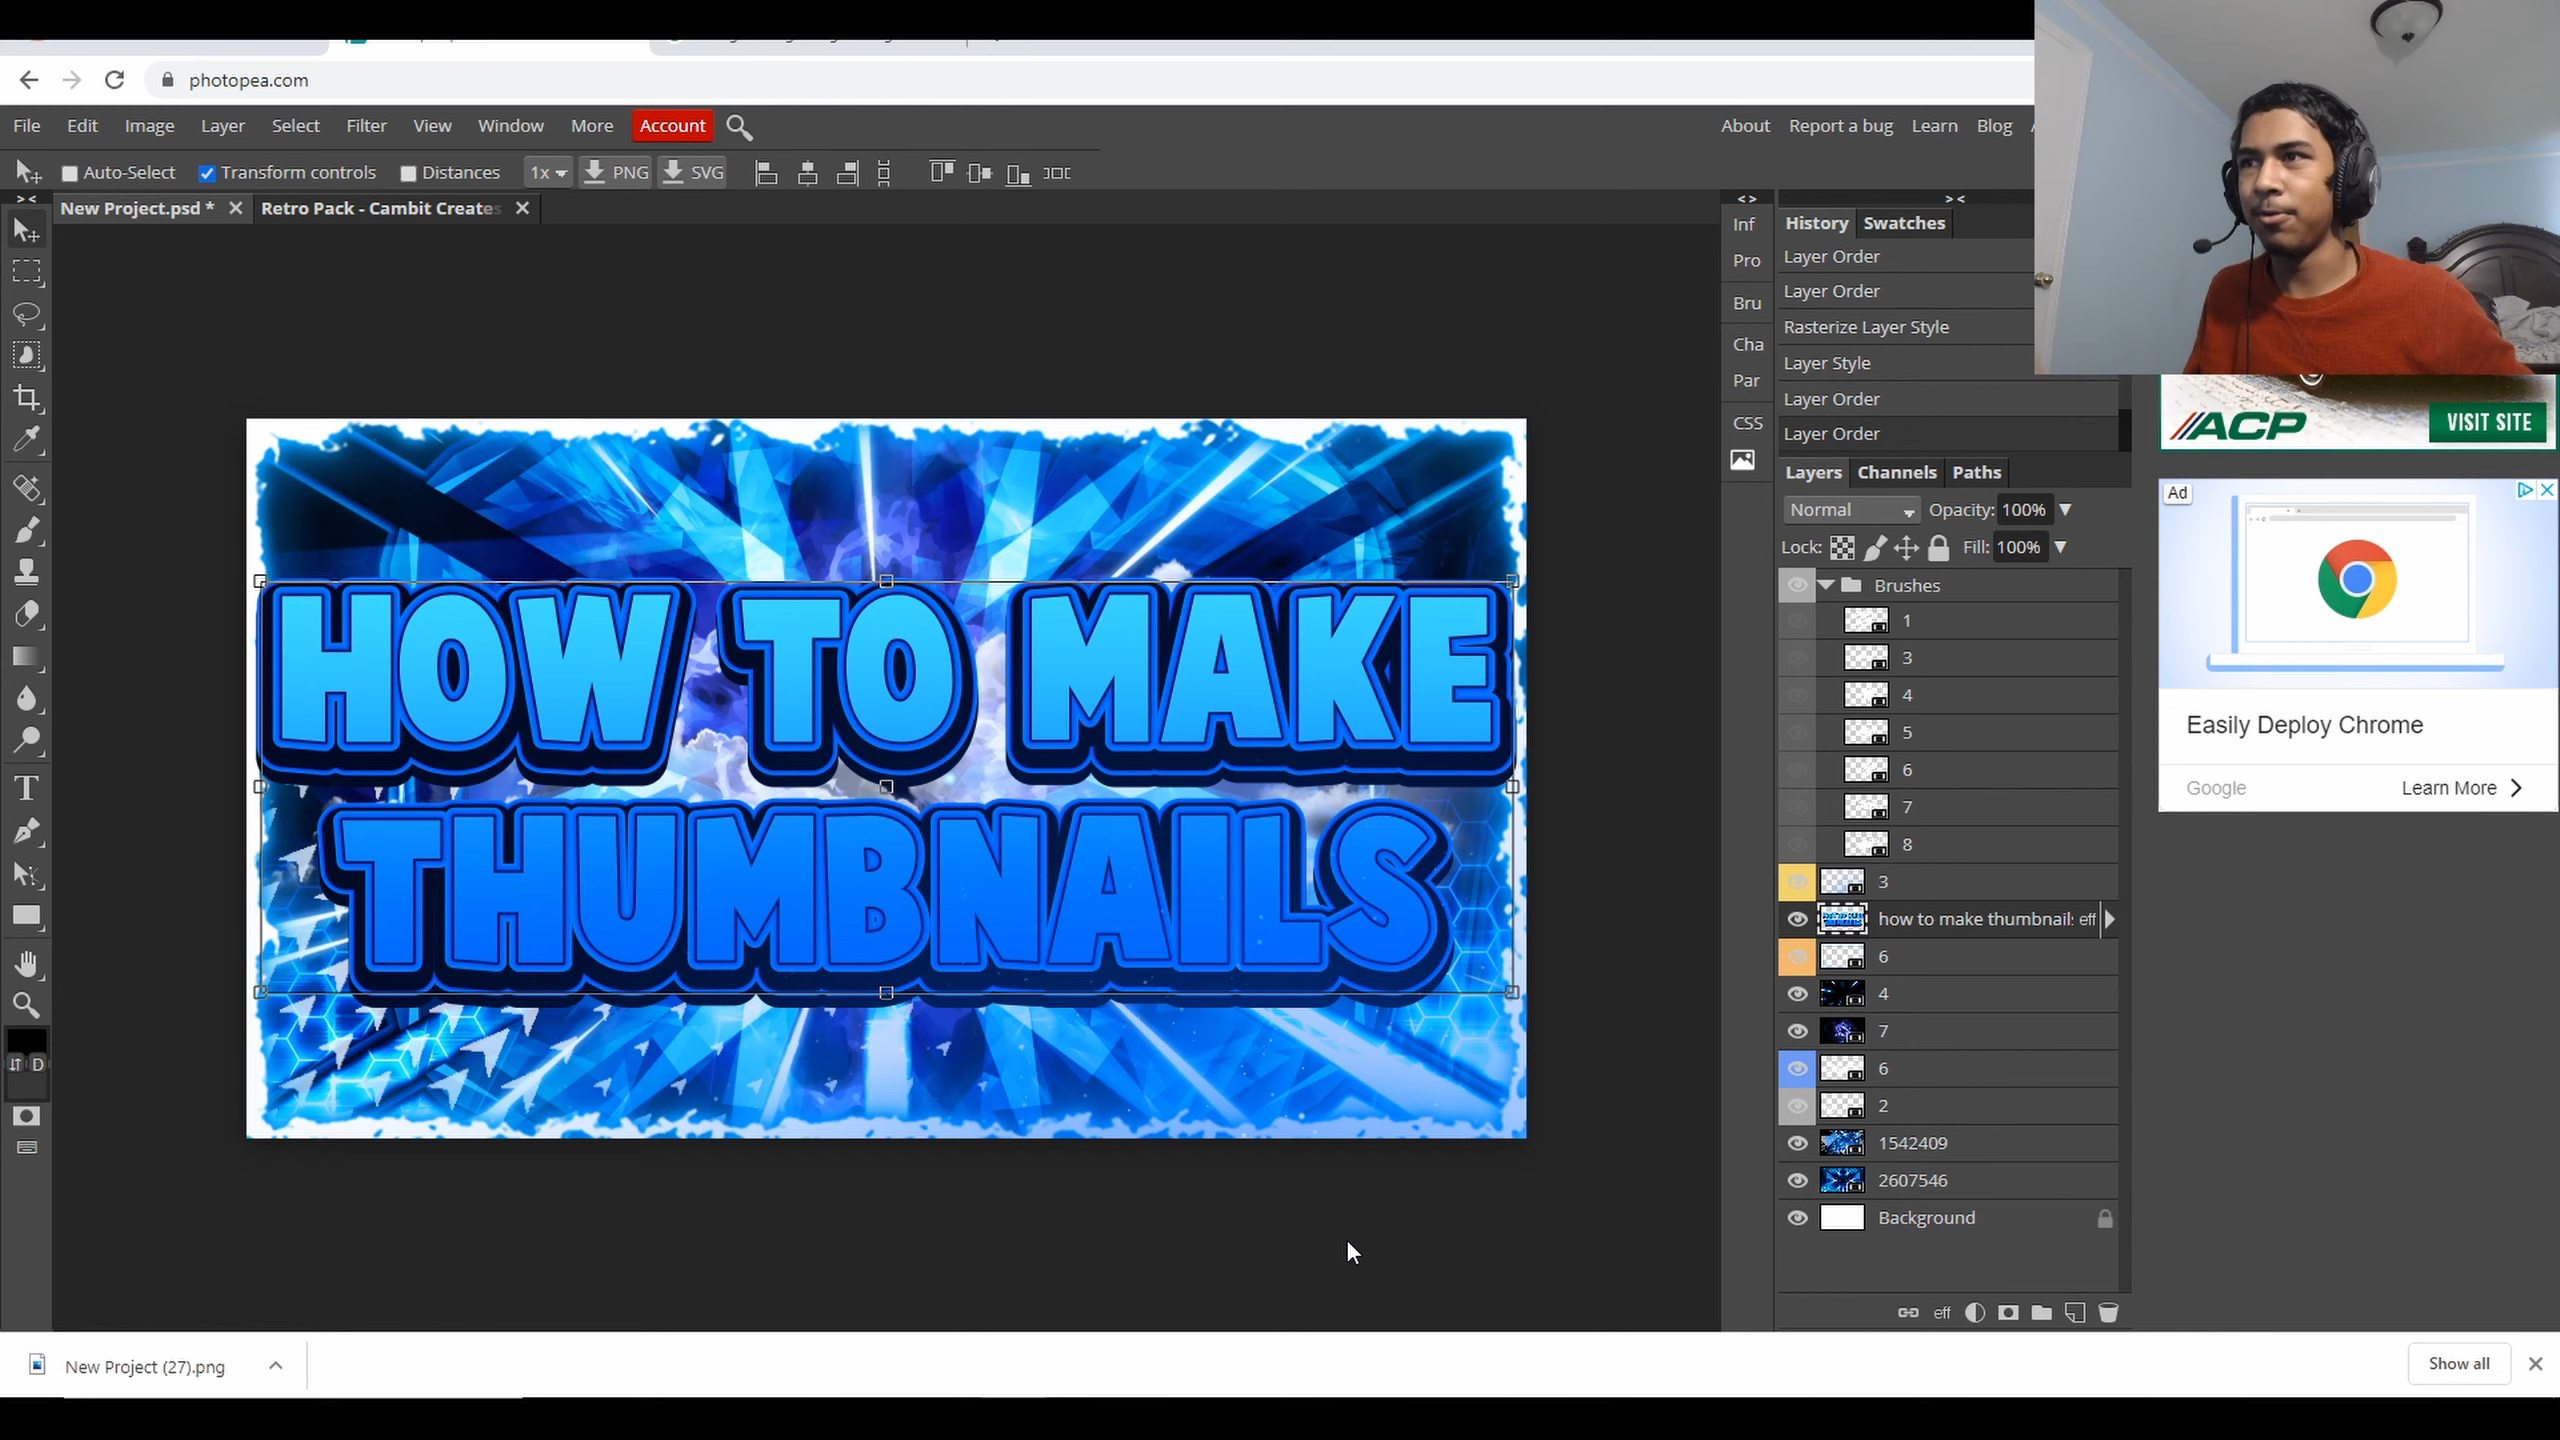 photopea.com
File Edit Image Layer Select Filter View Window More Account
About Report a bug Learn Blog
Auto-Select Transform controls Distances 1x PNG SVG
New Project.psd * Retro Pack - Cambit Creates
Inf
Pro
Bru
Cha
Par
CSS
History Swatches
Layer Order
Layer Order
Rasterize Layer Style
Layer Style
Layer Order
Layer Order
Layers Channels Paths
Normal Opacity: 100%
Lock: Fill: 100%
Brushes
1
3
4
5
6
7
8
3
how to make thumbnail: eff
6
4
7
6
2
1542409
2607546
Background
eff
HOW TO MAKE
THUMBNAILS
D
ACP VISIT SITE
Ad
Easily Deploy Chrome
Google Learn More
New Project (27).png
Show all